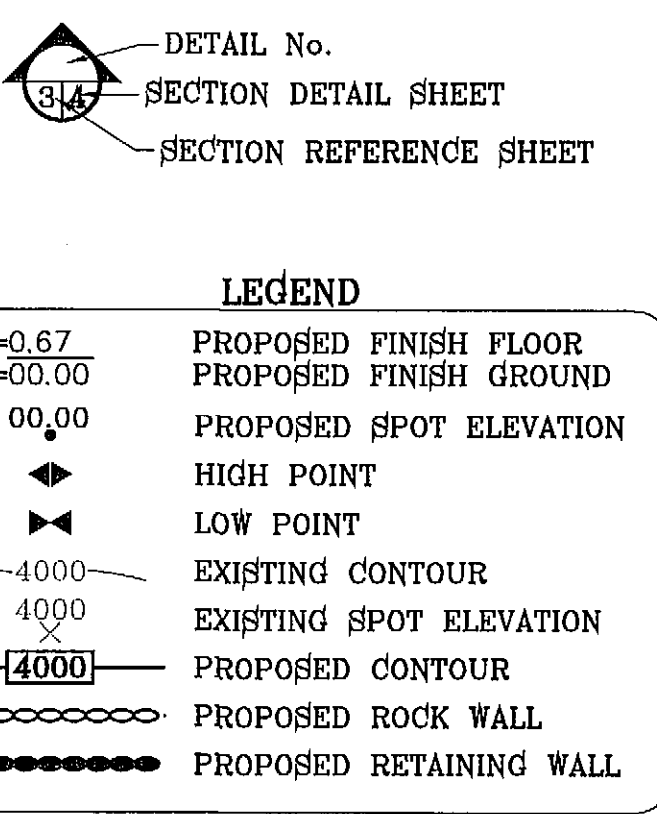 DETAIL No.
3 4 SECTION DETAIL SHEET
SECTION REFERENCE SHEET
LEGEND
=0.67 PROPOSED FINISH FLOOR
=00.00 PROPOSED FINISH GROUND
00.00 PROPOSED SPOT ELEVATION
HIGH POINT
LOW POINT
4000 EXISTING CONTOUR
4000 EXISTING SPOT ELEVATION
4000 PROPOSED CONTOUR
PROPOSED ROCK WALL
PROPOSED RETAINING WALL